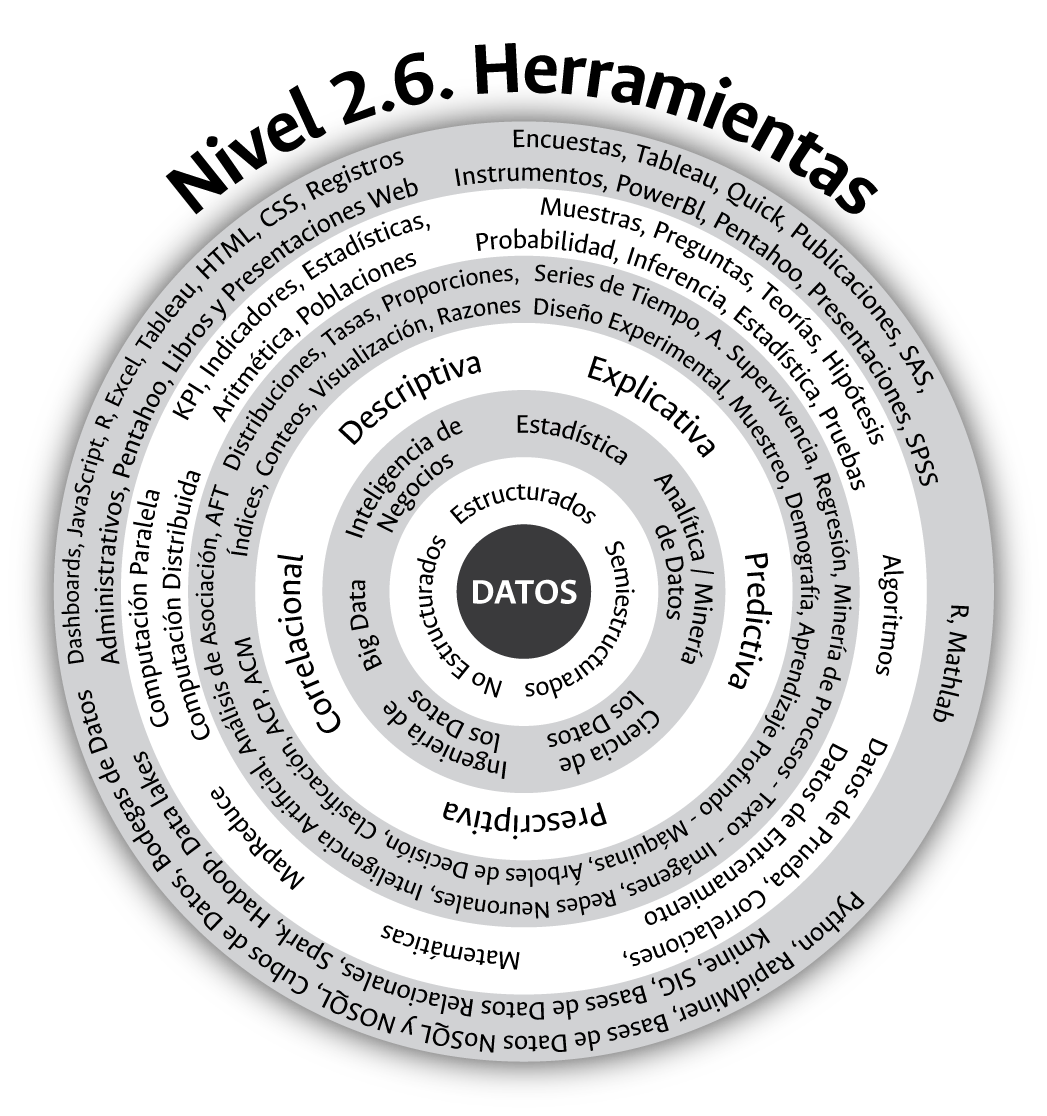 Nivel 2.6. Herramientas
Dashboards, JavaScript, R, Excel, Tableau, HTML, CSS, Registros
Administrativos, Pentahoo, Libros y Presentaciones Web
Encuestas, Tableau, Quick, Publicaciones, SAS,
Instrumentos, PowerBl, Pentahoo, Presentaciones, SPSS
R, Mathlab
Python, RapidMiner, Bases de Datos NoSQL y NOSQL, Cubos de Datos, Bodegas de Datos
Kmine, SIG, Bases de Datos Relacionales, Spark, Hadoop, Data lakes
KPI, Indicadores, Estadísticas,
Aritmética, Poblaciones
Muestras, Preguntas, Teorías, Hipótesis
Probabilidad, Inferencia, Estadística, Pruebas
Algoritmos
Datos de Prueba, Correlaciones,
Datos de Entrenamiento
Matemáticas
MapReduce
Computación Paralela
Computación Distribuida
Distribuciones, Tasas, Proporciones,
Índices, Conteos, Visualización, Razones
Series de Tiempo, A. Supervivencia, Regresión, Minería de Procesos - Texto - Imágenes, Redes Neuronales, Inteligencia Artificial, Análisis de Asociación, AFT
Diseño Experimental, Muestreo, Demografía, Aprendizaje Profundo - Máquinas, Árboles de Decisión, Clasificación, ACP, ACM
Descriptiva
Explicativa
Predictiva
Prescriptiva
Correlacional
Inteligencia de
Negocios
Estadística
Analítica / Minería
de Datos
Ciencia de
los Datos
Ingeniería de
los Datos
Big Data
Estructurados
Semiestructurados
No Estructurados
DATOS